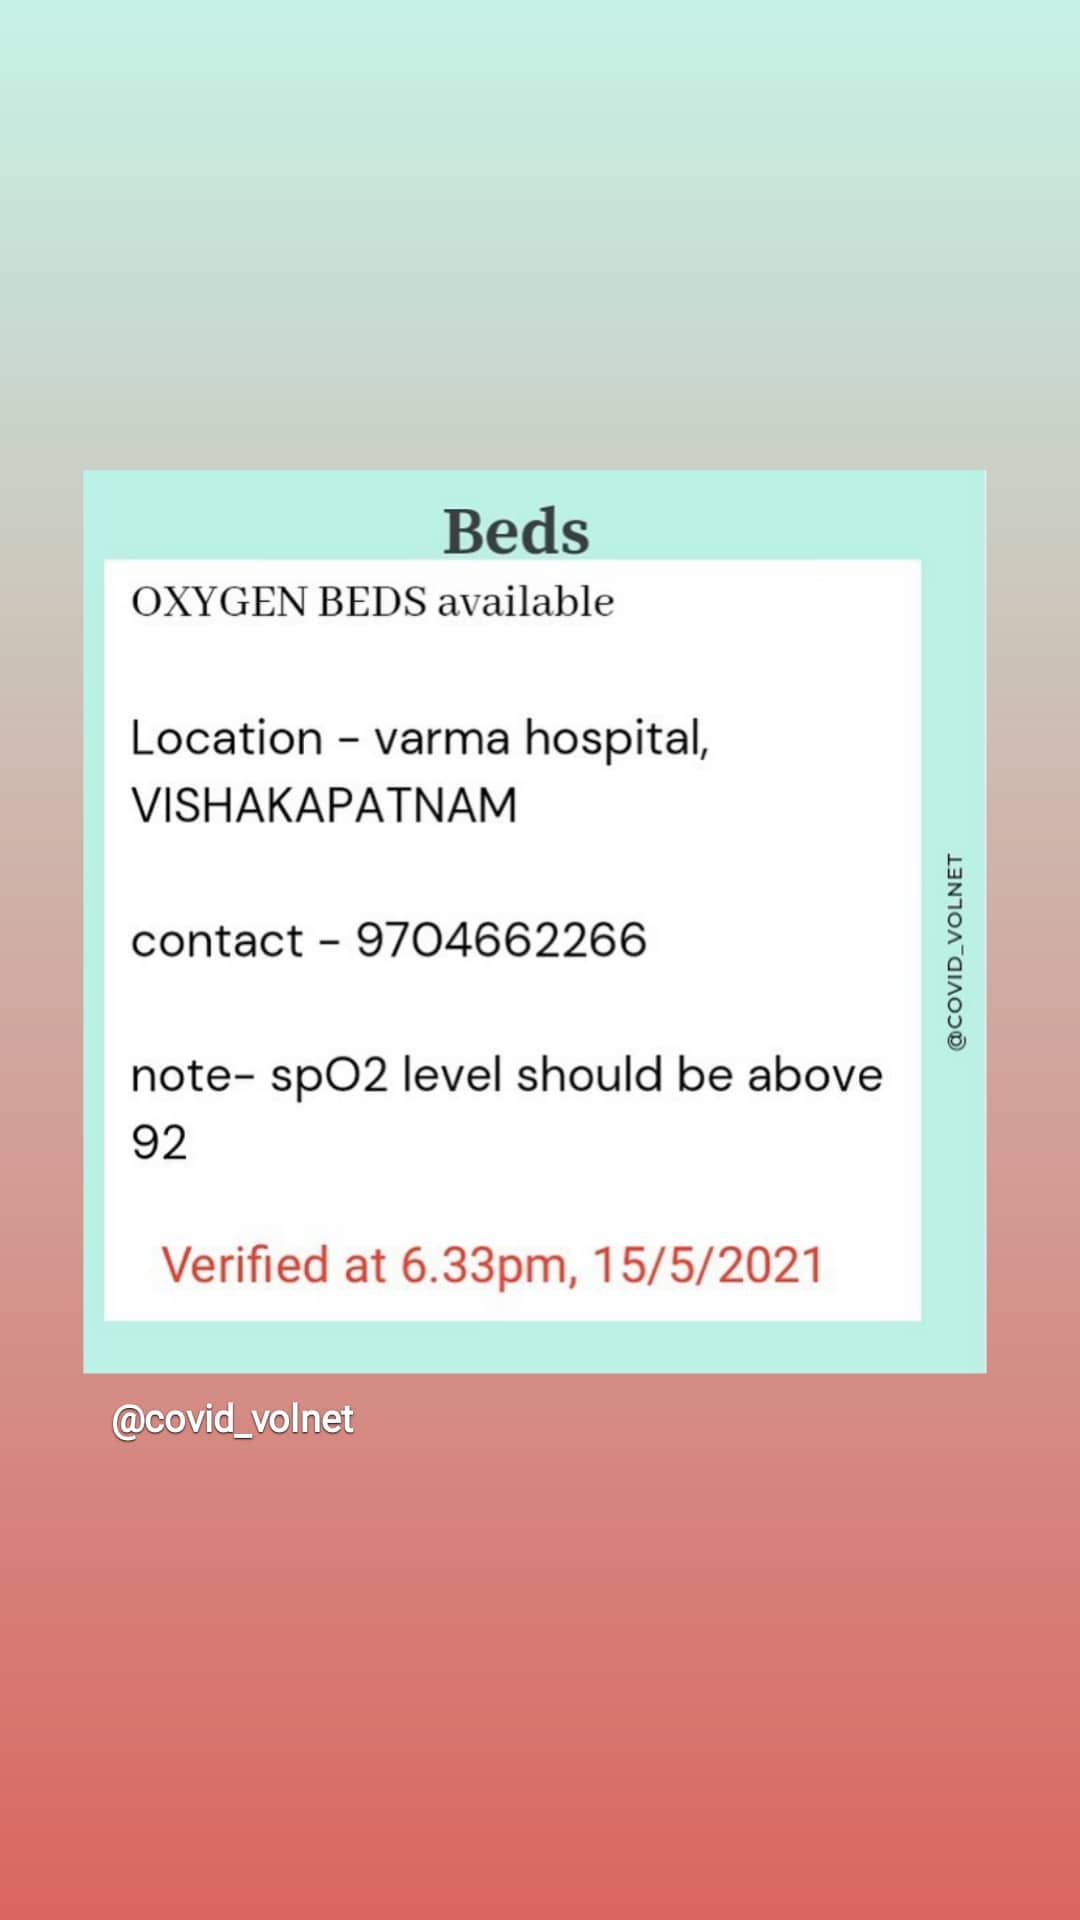 Beds
OXYGEN BEDS available
Location - varma hospital,
VISHAKAPATNAM
contact - 9704662266
note- spO2 level should be above
92
Verified at 6.33pm, 15/5/2021
@COVID_VOLNET
@covid_volnet